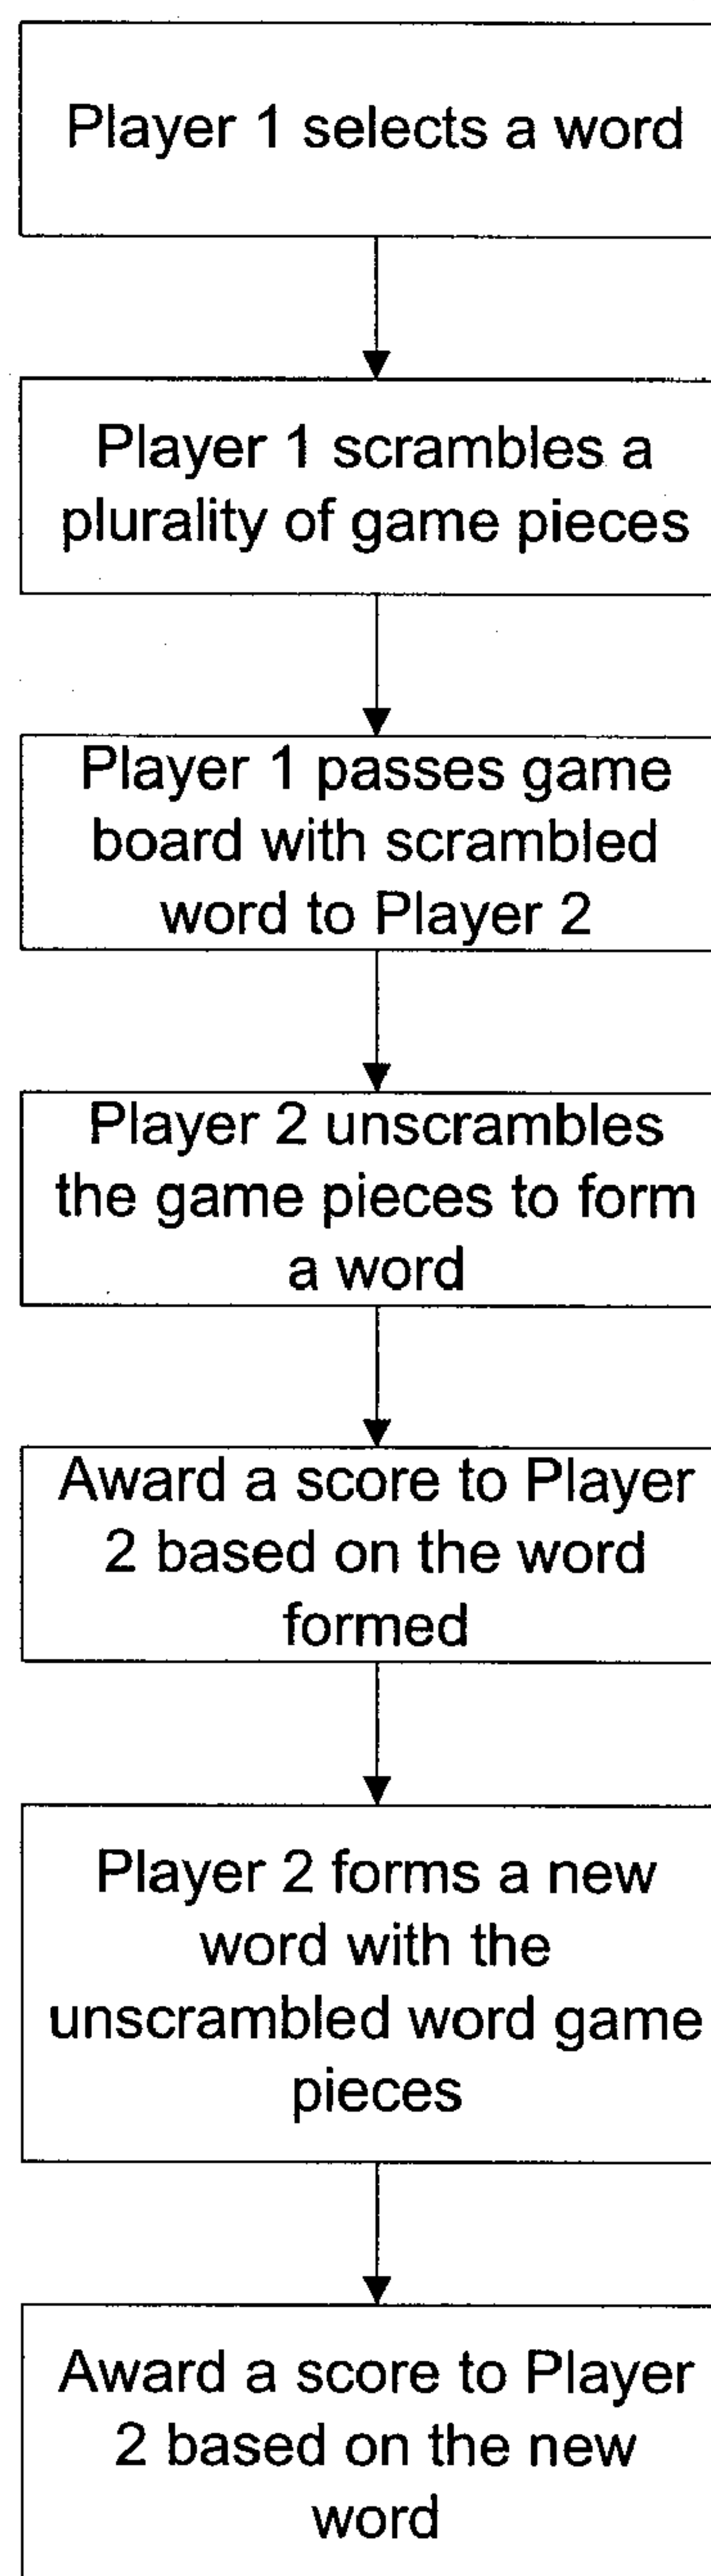 Player 1 selects a word
Player 1 scrambles a
plurality of game pieces
Player 1 passes game
board with scrambled
word to Player 2
Player 2 unscrambles
the game pieces to form
a word
Award a score to Player
2 based on the word
formed
Player 2 forms a new
word with the
unscrambled word game
pieces
Award a score to Player
2 based on the new
word